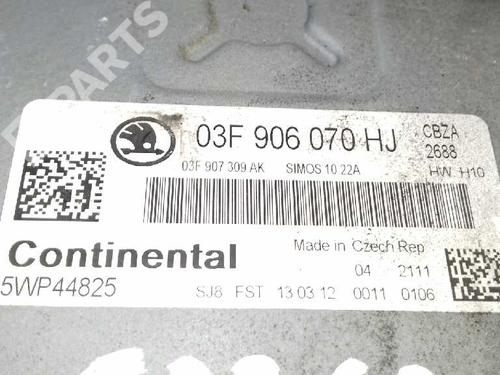 PARTS
03F 906 070 HJ
CBZA
2688
03F 907 309 AK SIMOS 10 22A HW H10
Continental
Made in Czech Rep
04 2111
5WP44825
SJ8 FST 13 03 12 0011 0106